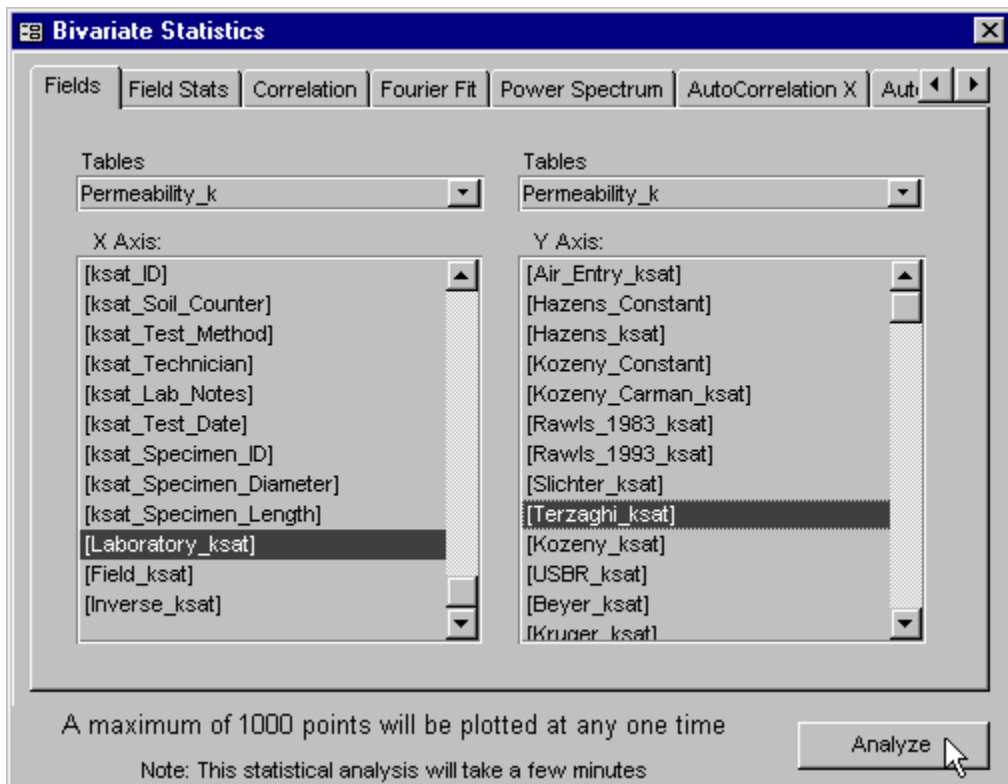 Bivariate Statistics
Fields Field Stats Correlation Fourier Fit Power Spectrum AutoCorrelation X Aut
Tables
Permeability_k
X Axis:
[ksat_ID]
[ksat_Soil_Counter]
[ksat_Test_Method]
[ksat_Technician]
[ksat_Lab_Notes]
[ksat_Test_Date]
[ksat_Specimen_ID]
[ksat_Specimen_Diameter]
[ksat_Specimen_Length]
[Laboratory_ksat]
[Field_ksat]
[Inverse_ksat]
Tables
Permeability_k
Y Axis:
[Air_Entry_ksat]
[Hazens_Constant]
[Hazens_ksat]
[Kozeny_Constant]
[Kozeny_Carman_ksat]
[Rawls_1983_ksat]
[Rawls_1993_ksat]
[Slichter_ksat]
[Terzaghi_ksat]
[Kozeny_ksat]
[USBR_ksat]
[Beyer_ksat]
[Kruger_ksat]
A maximum of 1000 points will be plotted at any one time
Note: This statistical analysis will take a few minutes
Analyze